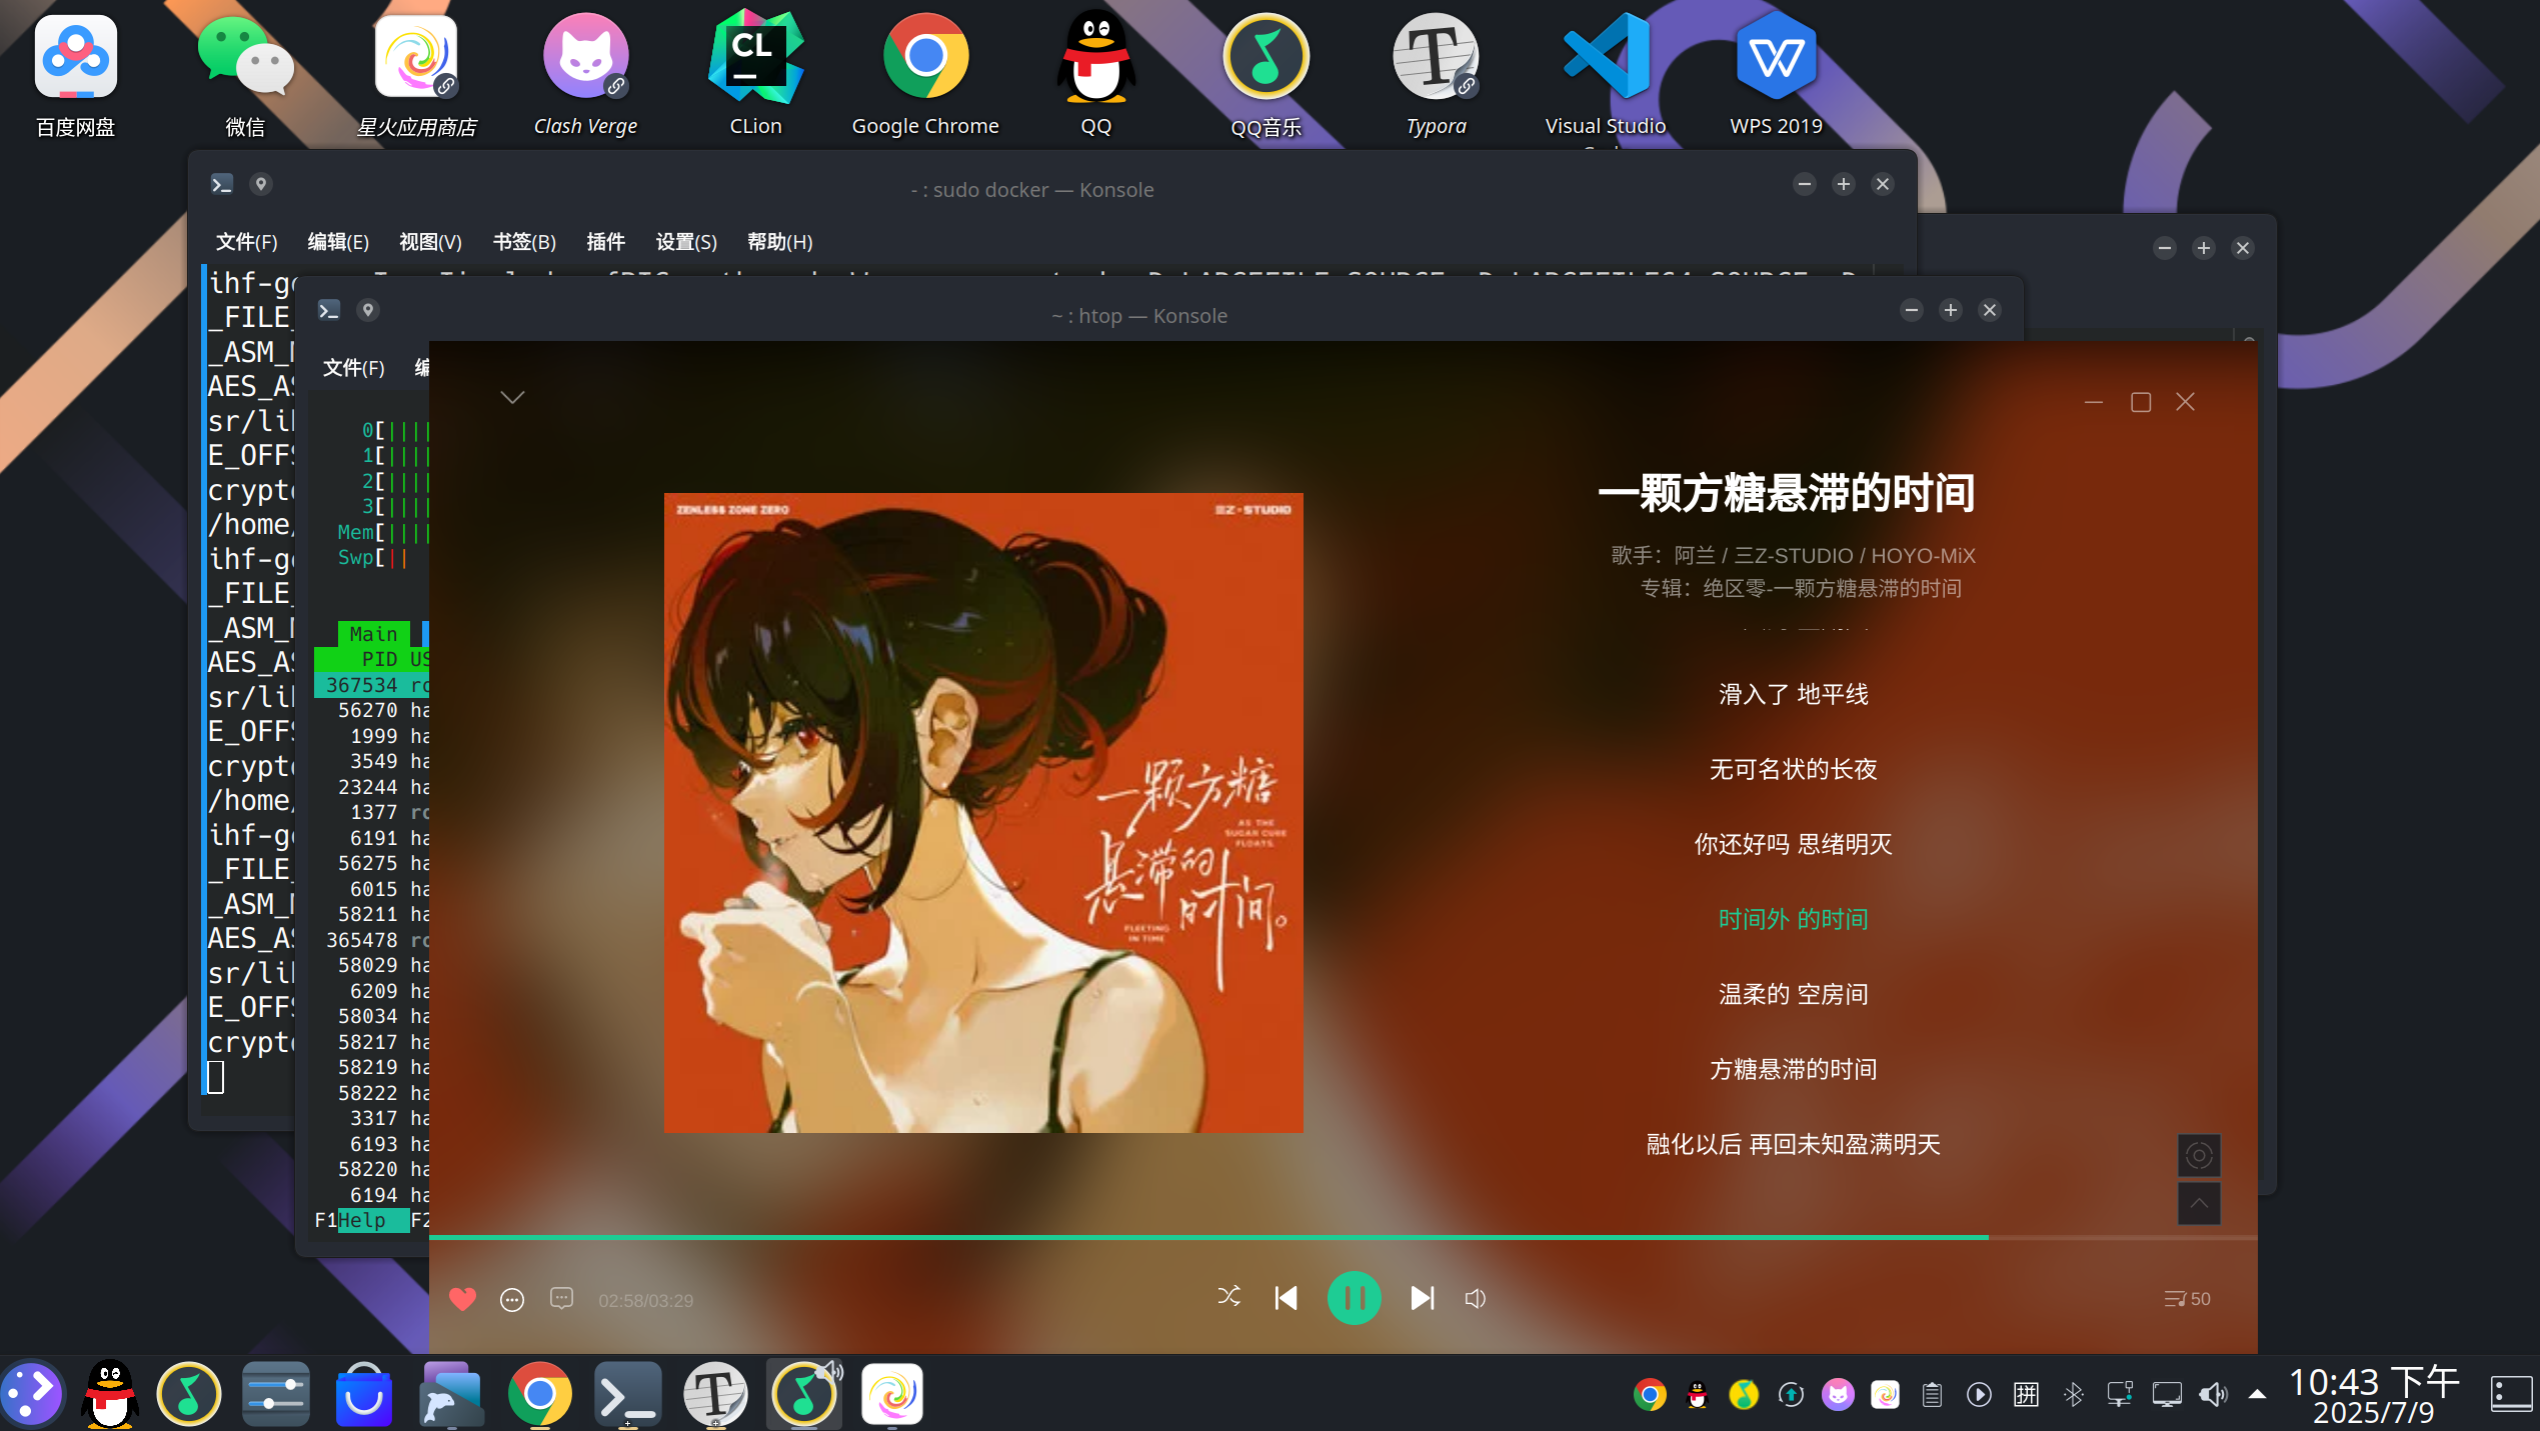 百度网盘
微信
星火应用商店
Clash Verge
CLion
Google Chrome
QQ
QQ音乐
Typora
Visual Studio
WPS 2019
- : sudo docker — Konsole
文件(F) 编辑(E) 视图(V) 书签(B) 插件 设置(S) 帮助(H)
ihf-g
_FILE_
_ASM_
AES_A
sr/li
E_OFF
crypt
/home/
ihf-g
_FILE_
_ASM_
AES_A
sr/li
E_OFF
crypt
/home/
ihf-g
_FILE_
_ASM_
AES_A
sr/li
E_OFF
crypt
~ : htop — Konsole
文件(F) 编
0[||||
1[||||
2[||||
3[||||
Mem[||||
Swp[||
Main
PID US
367534 ro
56270 ha
1999 ha
3549 ha
23244 ha
1377 ro
6191 ha
56275 ha
6015 ha
58211 ha
365478 ro
58029 ha
6209 ha
58034 ha
58217 ha
58219 ha
58222 ha
3317 ha
6193 ha
58220 ha
6194 ha
F1Help F2
ZENLESS ZONE ZERO
三Z-STUDIO
一颗方糖
AS THE
SUGAR CUBE
FLOATS
悬滞的
时间。
FLEETING
IN TIME
一颗方糖悬滞的时间
歌手：阿兰 / 三Z-STUDIO / HOYO-MiX
专辑：绝区零-一颗方糖悬滞的时间
滑入了 地平线
无可名状的长夜
你还好吗 思绪明灭
时间外 的时间
温柔的 空房间
方糖悬滞的时间
融化以后 再回未知盈满明天
02:58/03:29
50
拼
10:43 下午
2025/7/9